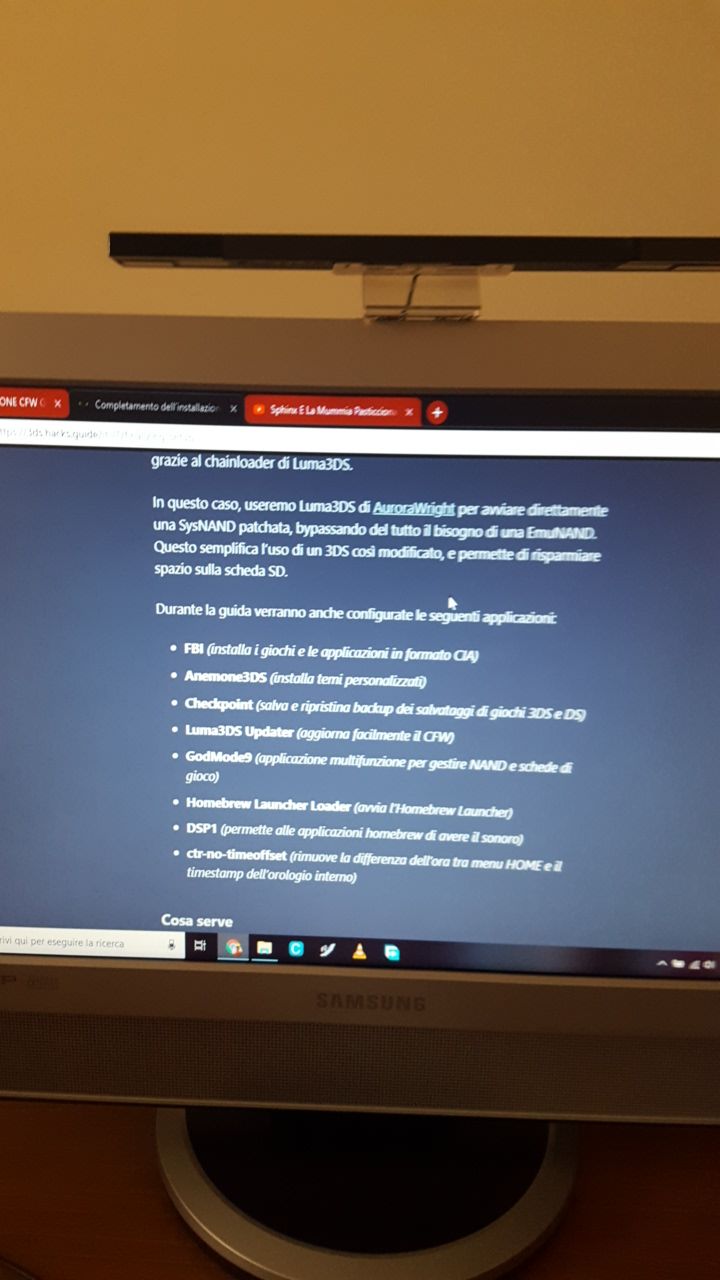 ONE CFW
Completamento dell'installazion
Sphinx E La Mummia Pasticcion
3ds.hacks.guide/
grazie al chainloader di Luma3DS.
In questo caso, useremo Luma3DS di AuroraWright per avviare direttamente
una SysNAND patchata, bypassando del tutto il bisogno di una EmuNAND.
Questo semplifica l'uso di un 3DS così modificato, e permette di risparmiare
spazio sulla scheda SD.
Durante la guida verranno anche configurate le seguenti applicazioni:
• FBI (installa i giochi e le applicazioni in formato CIA)
• Anemone3DS (installa temi personalizzati)
• Checkpoint (salva e ripristina backup dei salvataggi di giochi 3DS e DS)
• Luma3DS Updater (aggiorna facilmente il CFW)
• GodMode9 (applicazione multifunzione per gestire NAND e schede di
gioco)
• Homebrew Launcher Loader (avvia l'Homebrew Launcher)
• DSP1 (permette alle applicazioni homebrew di avere il sonoro)
• ctr-no-timeoffset (rimuove la differenza dell'ora tra menu HOME e il
timestamp dell'orologio interno)
Cosa serve
rivi qui per eseguire la ricerca
SAMSUNG